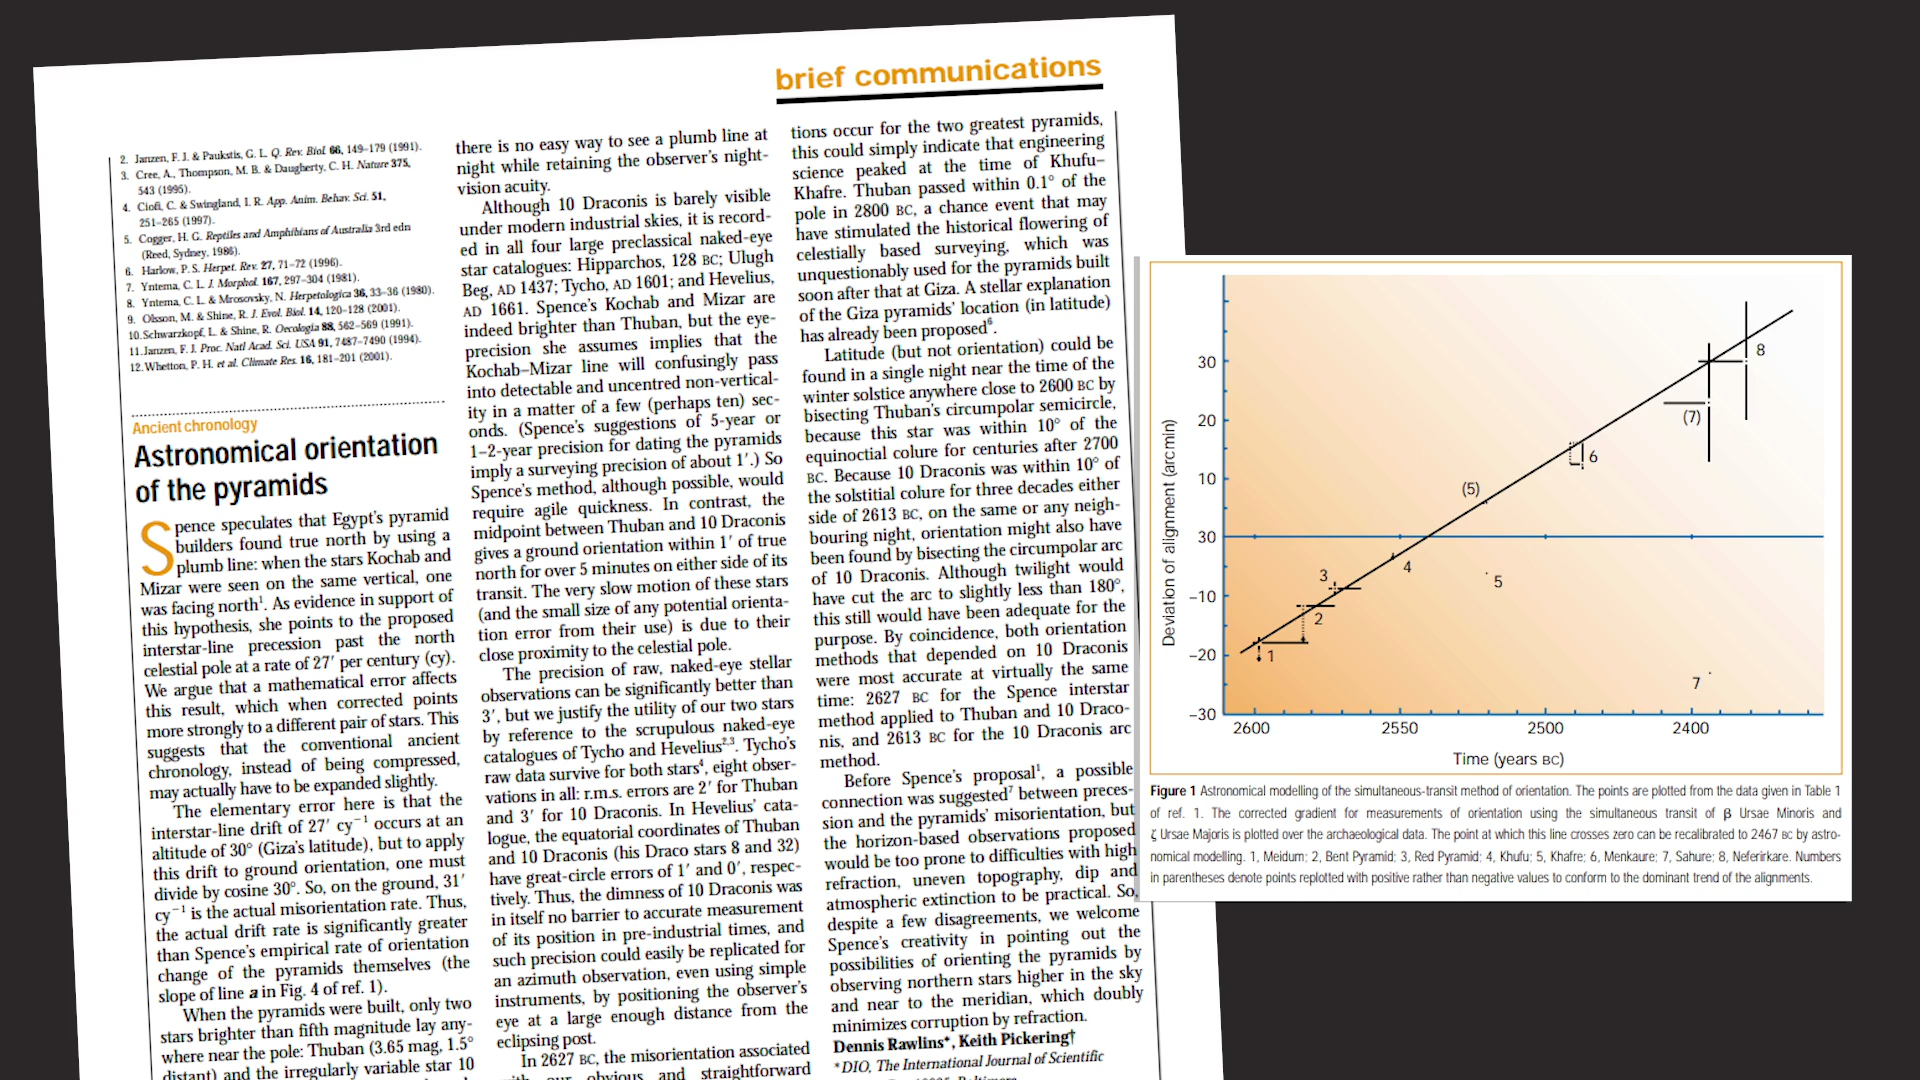 brief communications
2. Janzen, F. J. & Paukstis, G. L. Q. Rev. Biol. 66, 149–179 (1991).
3. Cree, A., Thompson, M. B. & Daugherty, C. H. Nature 375,
543 (1995).
4. Ciofi, C. & Swingland, I. R. App. Anim. Behav. Sci. 51,
251–265 (1997).
5. Cogger, H. G. Reptiles and Amphibians of Australia 3rd edn
(Reed, Sydney, 1986).
6. Harlow, P. S. Herpet. Rev. 27, 71–72 (1996).
7. Yntema, C. L. J. Morphol. 167, 297–304 (1981).
8. Yntema, C. L. & Mrosovsky, N. Herpetologica 36, 33–36 (1980).
9. Olsson, M. & Shine, R. J. Evol. Biol. 14, 120–128 (2001).
10. Schwarzkopf, L. & Shine, R. Oecologia 88, 562–569 (1991).
11. Janzen, F. J. Proc. Natl Acad. Sci. USA 91, 7487–7490 (1994).
12. Whetton, P. H. et al. Climate Res. 16, 181–201 (2001).
Ancient chronology
Astronomical orientation
of the pyramids
Spence speculates that Egypt's pyramid
builders found true north by using a
plumb line: when the stars Kochab and
Mizar were seen on the same vertical, one
was facing north1. As evidence in support of
this hypothesis, she points to the proposed
interstar-line precession past the north
celestial pole at a rate of 27′ per century (cy).
We argue that a mathematical error affects
this result, which when corrected points
more strongly to a different pair of stars. This
suggests that the conventional ancient
chronology, instead of being compressed,
may actually have to be expanded slightly.
The elementary error here is that the
interstar-line drift of 27′ cy−1 occurs at an
altitude of 30° (Giza's latitude), but to apply
this drift to ground orientation, one must
divide by cosine 30°. So, on the ground, 31′
cy−1 is the actual misorientation rate. Thus,
the actual drift rate is significantly greater
than Spence's empirical rate of orientation
change of the pyramids themselves (the
slope of line a in Fig. 4 of ref. 1).
When the pyramids were built, only two
stars brighter than fifth magnitude lay any-
where near the pole: Thuban (3.65 mag, 1.5°
distant) and the irregularly variable star 10
there is no easy way to see a plumb line at
night while retaining the observer's night-
vision acuity.
Although 10 Draconis is barely visible
under modern industrial skies, it is record-
ed in all four large preclassical naked-eye
star catalogues: Hipparchos, 128 BC; Ulugh
Beg, AD 1437; Tycho, AD 1601; and Hevelius,
AD 1661. Spence's Kochab and Mizar are
indeed brighter than Thuban, but the eye-
precision she assumes implies that the
Kochab–Mizar line will confusingly pass
into detectable and uncentred non-vertical-
ity in a matter of a few (perhaps ten) sec-
onds. (Spence's suggestions of 5-year or
1–2-year precision for dating the pyramids
imply a surveying precision of about 1′.) So
Spence's method, although possible, would
require agile quickness. In contrast, the
midpoint between Thuban and 10 Draconis
gives a ground orientation within 1′ of true
north for over 5 minutes on either side of its
transit. The very slow motion of these stars
(and the small size of any potential orienta-
tion error from their use) is due to their
close proximity to the celestial pole.
The precision of raw, naked-eye stellar
observations can be significantly better than
3′, but we justify the utility of our two stars
by reference to the scrupulous naked-eye
catalogues of Tycho and Hevelius2,3. Tycho's
raw data survive for both stars4, eight obser-
vations in all: r.m.s. errors are 2′ for Thuban
and 3′ for 10 Draconis. In Hevelius' cata-
logue, the equatorial coordinates of Thuban
and 10 Draconis (his Draco stars 8 and 32)
have great-circle errors of 1′ and 0′, respec-
tively. Thus, the dimness of 10 Draconis was
in itself no barrier to accurate measurement
of its position in pre-industrial times, and
such precision could easily be replicated for
an azimuth observation, even using simple
instruments, by positioning the observer's
eye at a large enough distance from the
eclipsing post.
In 2627 BC, the misorientation associated
with our obvious and straightforward
tions occur for the two greatest pyramids,
this could simply indicate that engineering
science peaked at the time of Khufu–
Khafre. Thuban passed within 0.1° of the
pole in 2800 BC, a chance event that may
have stimulated the historical flowering of
celestially based surveying, which was
unquestionably used for the pyramids built
soon after that at Giza. A stellar explanation
of the Giza pyramids' location (in latitude)
has already been proposed6.
Latitude (but not orientation) could be
found in a single night near the time of the
winter solstice anywhere close to 2600 BC by
bisecting Thuban's circumpolar semicircle,
because this star was within 10° of the
equinoctial colure for centuries after 2700
BC. Because 10 Draconis was within 10° of
the solstitial colure for three decades either
side of 2613 BC, on the same or any neigh-
bouring night, orientation might also have
been found by bisecting the circumpolar arc
of 10 Draconis. Although twilight would
have cut the arc to slightly less than 180°,
this still would have been adequate for the
purpose. By coincidence, both orientation
methods that depended on 10 Draconis
were most accurate at virtually the same
time: 2627 BC for the Spence interstar
method applied to Thuban and 10 Draco-
nis, and 2613 BC for the 10 Draconis arc
method.
Before Spence's proposal1, a possible
connection was suggested7 between preces-
sion and the pyramids' misorientation, but
the horizon-based observations proposed
would be too prone to difficulties with high
refraction, uneven topography, dip and
atmospheric extinction to be practical. So,
despite a few disagreements, we welcome
Spence's creativity in pointing out the
possibilities of orienting the pyramids by
observing northern stars higher in the sky
and near to the meridian, which doubly
minimizes corruption by refraction.
Dennis Rawlins*, Keith Pickering†
*DIO, The International Journal of Scientific
Deviation of alignment (arcmin)
30
20
10
30
–10
–20
–30
2600
2550
2500
2400
Time (years BC)
1
2
3
4
(5)
5
6
(7)
7
8
Figure 1 Astronomical modelling of the simultaneous-transit method of orientation. The points are plotted from the data given in Table 1
of ref. 1. The corrected gradient for measurements of orientation using the simultaneous transit of β Ursae Minoris and
ζ Ursae Majoris is plotted over the archaeological data. The point at which this line crosses zero can be recalibrated to 2467 BC by astro-
nomical modelling. 1, Meidum; 2, Bent Pyramid; 3, Red Pyramid; 4, Khufu; 5, Khafre; 6, Menkaure; 7, Sahure; 8, Neferirkare. Numbers
in parentheses denote points replotted with positive rather than negative values to conform to the dominant trend of the alignments.